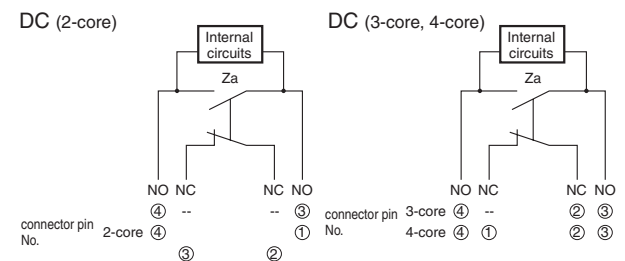 DC (2-core)
Internal
circuits
Za
NO NC NC NO
④ -- -- ③
connector pin No. 2-core ④ ①
③ ②
DC (3-core, 4-core)
Internal
circuits
Za
NO NC NC NO
connector pin No. 3-core ④ -- ② ③
4-core ④ ① ② ③